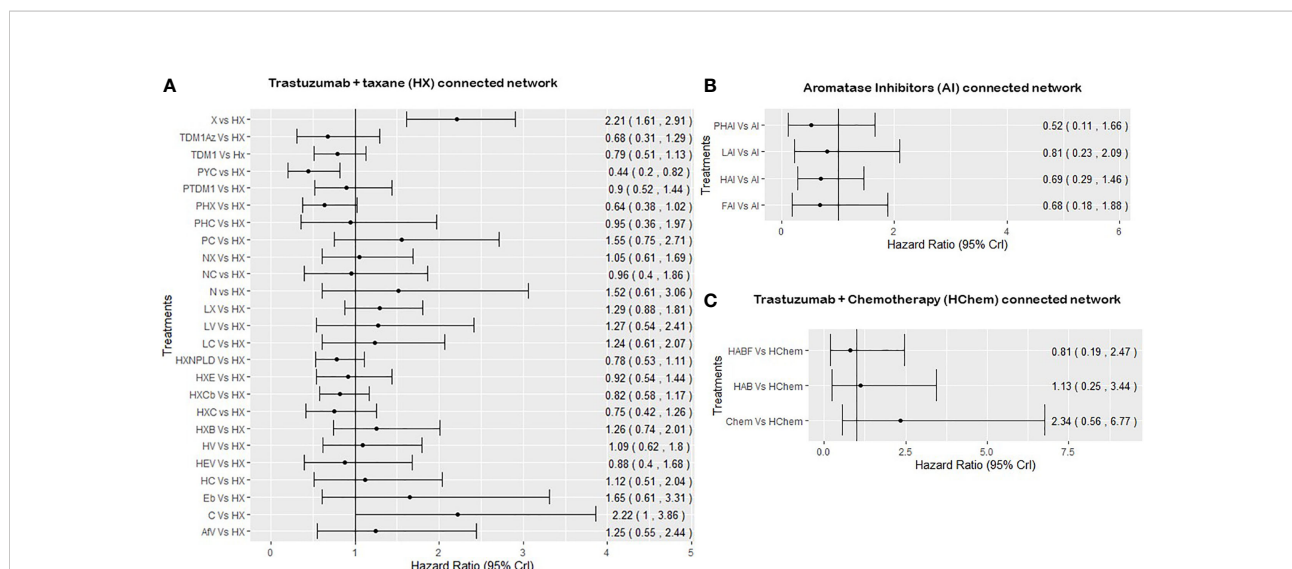 A
Trastuzumab + taxane (HX) connected network
Treatments
X vs HX 2.21 ( 1.61 , 2.91 )
TDM1Az Vs HX 0.68 ( 0.31 , 1.29 )
TDM1 Vs Hx 0.79 ( 0.51 , 1.13 )
PYC vs HX 0.44 ( 0.2 , 0.82 )
PTDM1 Vs HX 0.9 ( 0.52 , 1.44 )
PHX Vs HX 0.64 ( 0.38 , 1.02 )
PHC Vs HX 0.95 ( 0.36 , 1.97 )
PC Vs HX 1.55 ( 0.75 , 2.71 )
NX Vs HX 1.05 ( 0.61 , 1.69 )
NC vs HX 0.96 ( 0.4 , 1.86 )
N vs HX 1.52 ( 0.61 , 3.06 )
LX Vs HX 1.29 ( 0.88 , 1.81 )
LV Vs HX 1.27 ( 0.54 , 2.41 )
LC Vs HX 1.24 ( 0.61 , 2.07 )
HXNPLD Vs HX 0.78 ( 0.53 , 1.11 )
HXE Vs HX 0.92 ( 0.54 , 1.44 )
HXCb Vs HX 0.82 ( 0.58 , 1.17 )
HXC vs HX 0.75 ( 0.42 , 1.26 )
HXB Vs HX 1.26 ( 0.74 , 2.01 )
HV Vs HX 1.09 ( 0.62 , 1.8 )
HEV Vs HX 0.88 ( 0.4 , 1.68 )
HC Vs HX 1.12 ( 0.51 , 2.04 )
Eb Vs HX 1.65 ( 0.61 , 3.31 )
C Vs HX 2.22 ( 1 , 3.86 )
AfV Vs HX 1.25 ( 0.55 , 2.44 )
0 1 2 3 4 5
Hazard Ratio (95% CrI)
B
Aromatase Inhibitors (AI) connected network
Treatments
PHAI Vs AI 0.52 ( 0.11 , 1.66 )
LAI Vs AI 0.81 ( 0.23 , 2.09 )
HAI Vs AI 0.69 ( 0.29 , 1.46 )
FAI Vs AI 0.68 ( 0.18 , 1.88 )
0 2 4 6
Hazard Ratio (95% CrI)
C
Trastuzumab + Chemotherapy (HChem) connected network
Treatments
HABF Vs HChem 0.81 ( 0.19 , 2.47 )
HAB Vs HChem 1.13 ( 0.25 , 3.44 )
Chem Vs HChem 2.34 ( 0.56 , 6.77 )
0.0 2.5 5.0 7.5
Hazard Ratio (95% CrI)